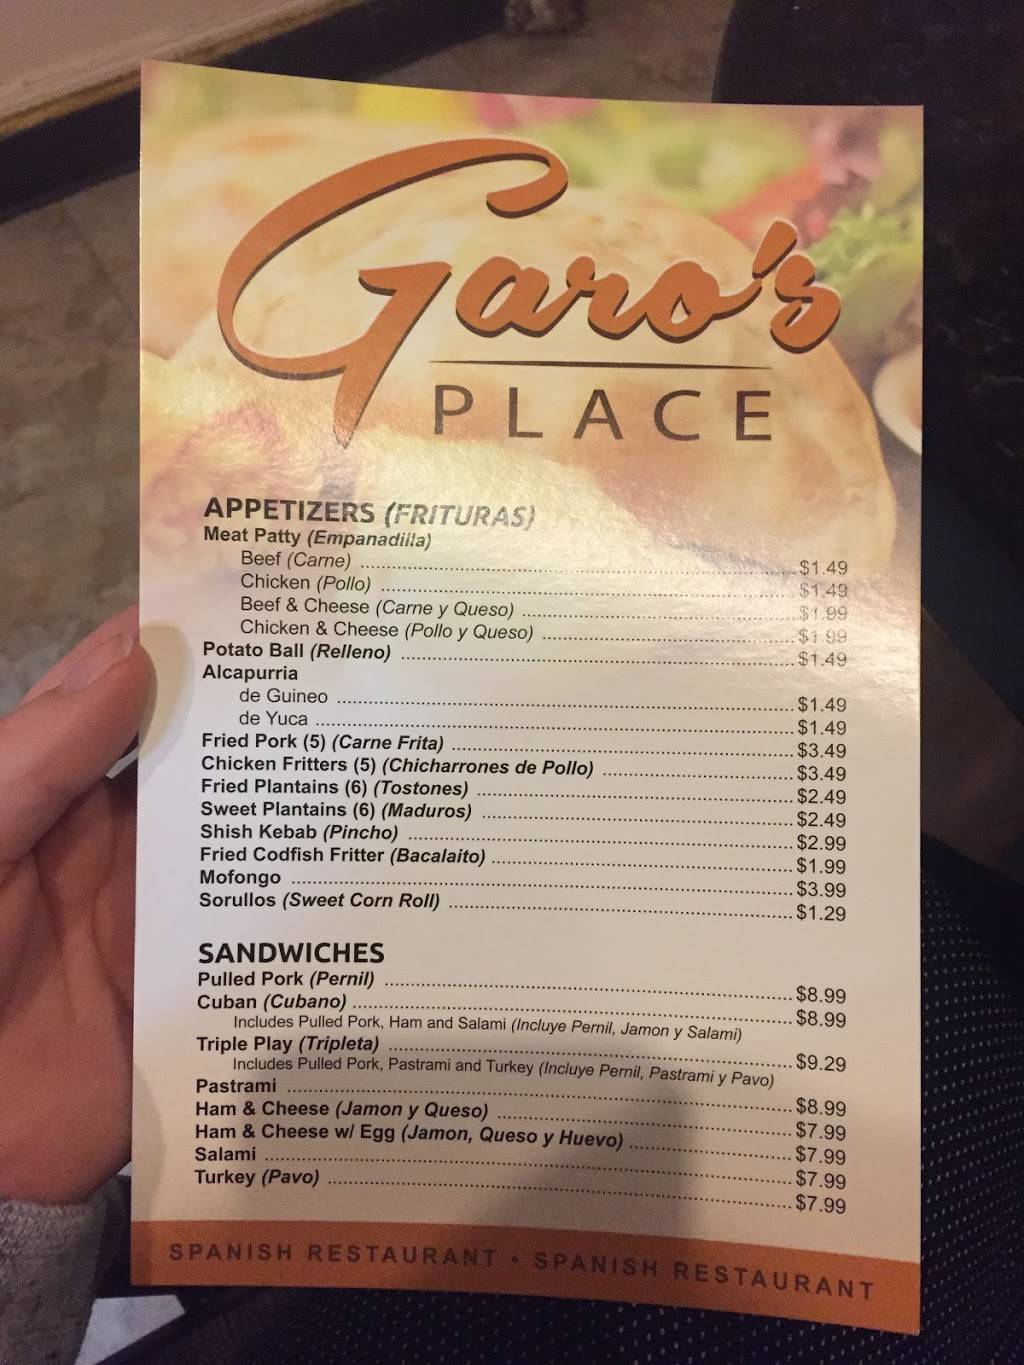 Garo's
PLACE
APPETIZERS (FRITURAS)
Meat Patty (Empanadilla)
Beef (Carne) $1.49
Chicken (Pollo) $1.49
Beef & Cheese (Carne y Queso) $1.99
Chicken & Cheese (Pollo y Queso) $1.99
Potato Ball (Relleno) $1.49
Alcapurria
de Guineo $1.49
de Yuca $1.49
Fried Pork (5) (Carne Frita) $3.49
Chicken Fritters (5) (Chicharrones de Pollo) $3.49
Fried Plantains (6) (Tostones) $2.49
Sweet Plantains (6) (Maduros) $2.49
Shish Kebab (Pincho) $2.99
Fried Codfish Fritter (Bacalaito) $1.99
Mofongo $3.99
Sorullos (Sweet Corn Roll) $1.29
SANDWICHES
Pulled Pork (Pernil) $8.99
Cuban (Cubano) $8.99
Includes Pulled Pork, Ham and Salami (Incluye Pernil, Jamon y Salami)
Triple Play (Tripleta) $9.29
Includes Pulled Pork, Pastrami and Turkey (Incluye Pernil, Pastrami y Pavo)
Pastrami $8.99
Ham & Cheese (Jamon y Queso) $7.99
Ham & Cheese w/ Egg (Jamon, Queso y Huevo) $7.99
Salami $7.99
Turkey (Pavo) $7.99
SPANISH RESTAURANT • SPANISH RESTAURANT